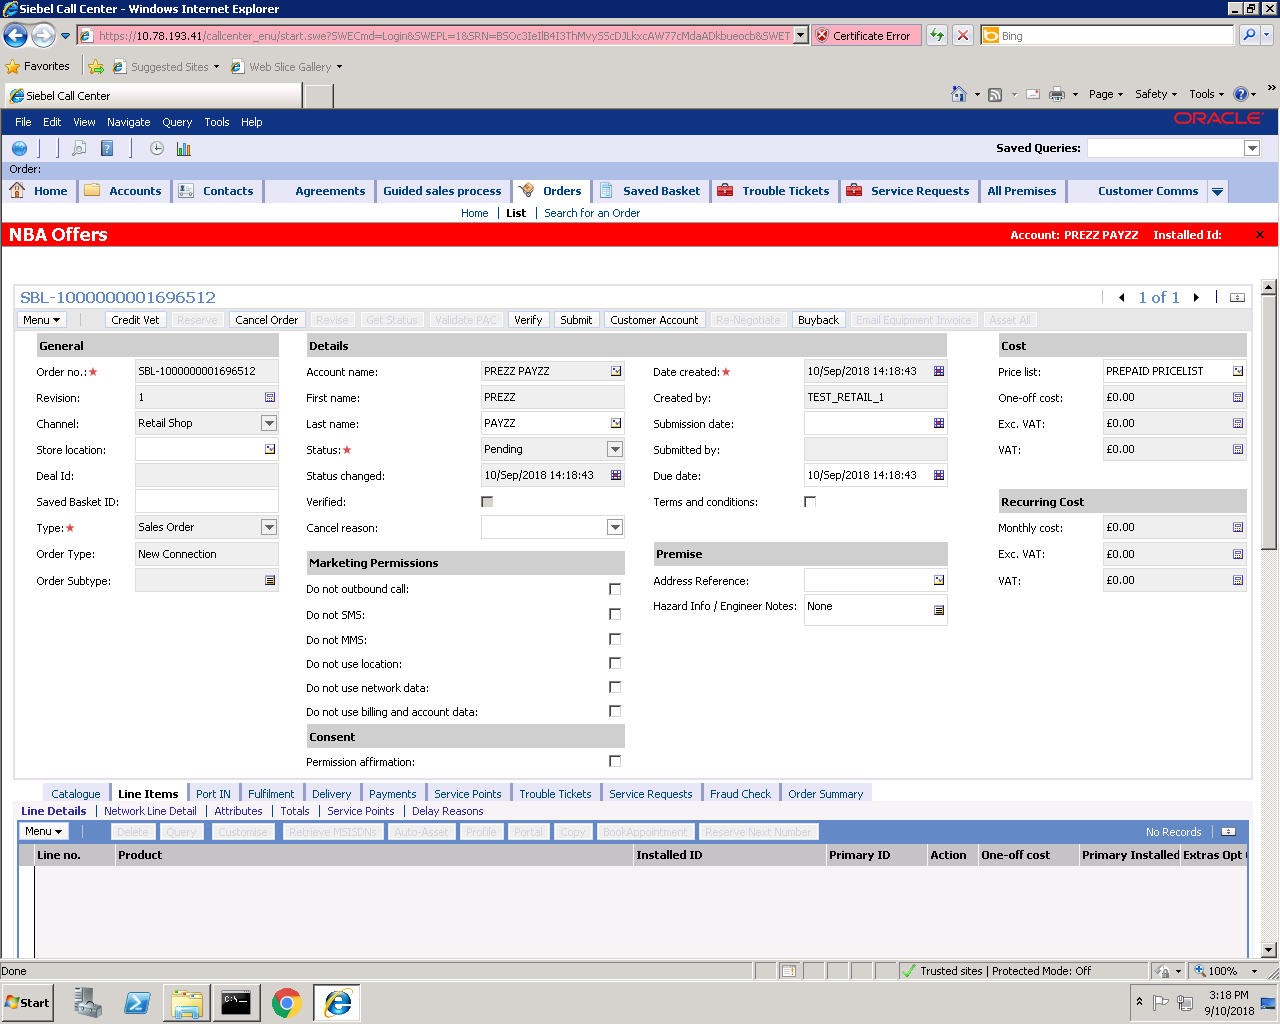 Siebel Call Center - Windows Internet Explorer
https://10.78.193.41/callcenter_enu/start.swe?SWECmd=Login&SWEPL=1&SRN= Certificate Error Bing
Favorites Suggested Sites Web Slice Gallery
Siebel Call Center Page Safety Tools
File Edit View Navigate Query Tools Help ORACLE
Saved Queries:
Order:
Home Accounts Contacts Agreements Guided sales process Orders Saved Basket Trouble Tickets Service Requests All Premises Customer Comms
Home List Search for an Order
NBA Offers Account: PREZZ PAYZZ Installed Id:
SBL-1000000001696512 1 of 1
Menu Credit Vet Reserve Cancel Order Revise Get Status Validate PAC Verify Submit Customer Account Re-Negotiate Buyback Email Equipment Invoice Asset All
General Details Cost
Order no.: SBL-1000000001696512 Account name: PREZZ PAYZZ Date created: 10/Sep/2018 14:18:43 Price list: PREPAID PRICELIST
Revision: 1 First name: PREZZ Created by: TEST_RETAIL_1 One-off cost: £0.00
Channel: Retail Shop Last name: PAYZZ Submission date: Exc. VAT: £0.00
Store location: Status: Pending Submitted by: VAT: £0.00
Deal Id: Status changed: 10/Sep/2018 14:18:43 Due date: 10/Sep/2018 14:18:43
Saved Basket ID: Verified: Terms and conditions: Recurring Cost
Type: Sales Order Cancel reason: Monthly cost: £0.00
Order Type: New Connection Marketing Permissions Premise Exc. VAT: £0.00
Order Subtype: Do not outbound call: Address Reference: VAT: £0.00
Do not SMS: Hazard Info / Engineer Notes: None
Do not MMS:
Do not use location:
Do not use network data:
Do not use billing and account data:
Consent
Permission affirmation:
Catalogue Line Items Port IN Fulfilment Delivery Payments Service Points Trouble Tickets Service Requests Fraud Check Order Summary
Line Details Network Line Detail Attributes Totals Service Points Delay Reasons
Menu Delete Query Customise Retrieve MSISDNs Auto-Asset Profile Portal Copy BookAppointment Reserve Next Number No Records
Line no. Product Installed ID Primary ID Action One-off cost Primary Installed Extras Opt
Done Trusted sites | Protected Mode: Off 100%
Start 3:18 PM
9/10/2018